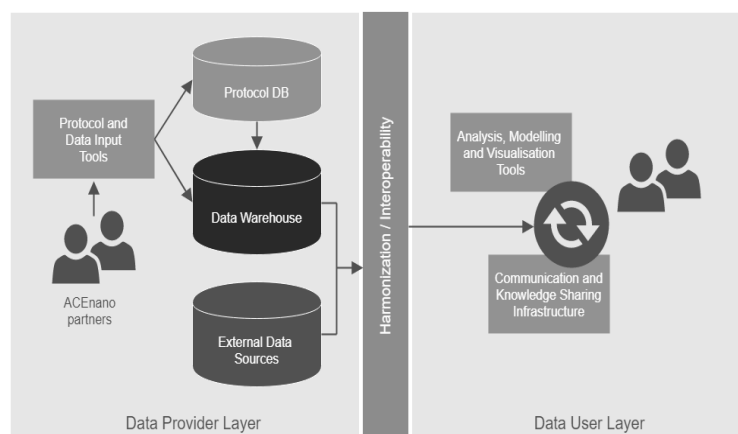 Protocol DB
Protocol and
Data Input
Tools
Data Warehouse
ACEnano
partners
External Data
Sources
Data Provider Layer
Harmonization / Interoperability
Analysis, Modelling
and Visualisation
Tools
Communication and
Knowledge Sharing
Infrastructure
Data User Layer